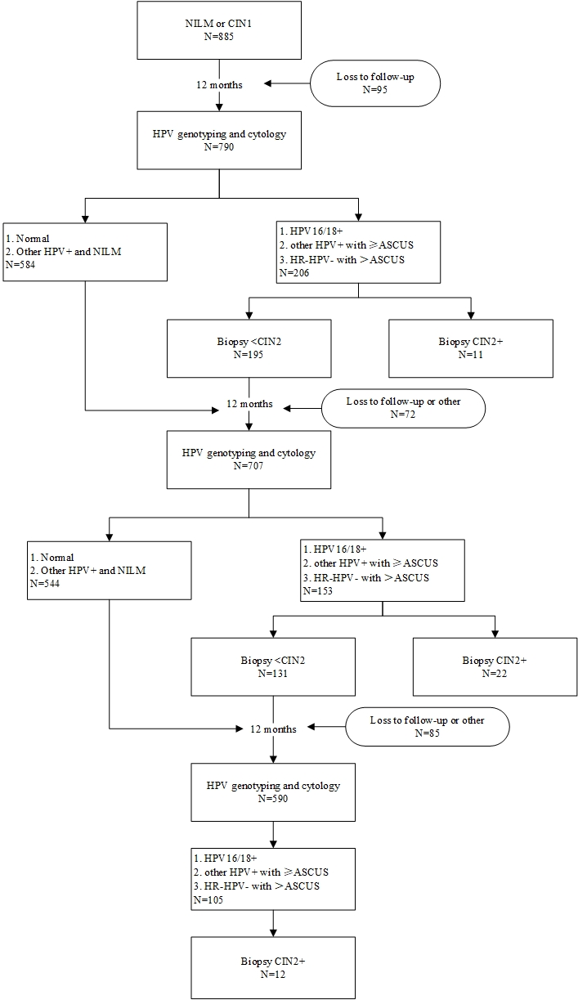 NILM or CIN1
N=885
12 months
Loss to follow-up
N=95
HPV genotyping and cytology
N=790
1. Normal
2. Other HPV+ and NILM
N=584
1. HPV16/18+
2. other HPV+ with ≥ASCUS
3. HR-HPV- with >ASCUS
N=206
Biopsy <CIN2
N=195
Biopsy CIN2+
N=11
12 months
Loss to follow-up or other
N=72
HPV genotyping and cytology
N=707
1. Normal
2. Other HPV+ and NILM
N=544
1. HPV16/18+
2. other HPV+ with ≥ASCUS
3. HR-HPV- with >ASCUS
N=153
Biopsy <CIN2
N=131
Biopsy CIN2+
N=22
12 months
Loss to follow-up or other
N=85
HPV genotyping and cytology
N=590
1. HPV16/18+
2. other HPV+ with ≥ASCUS
3. HR-HPV- with >ASCUS
N=105
Biopsy CIN2+
N=12